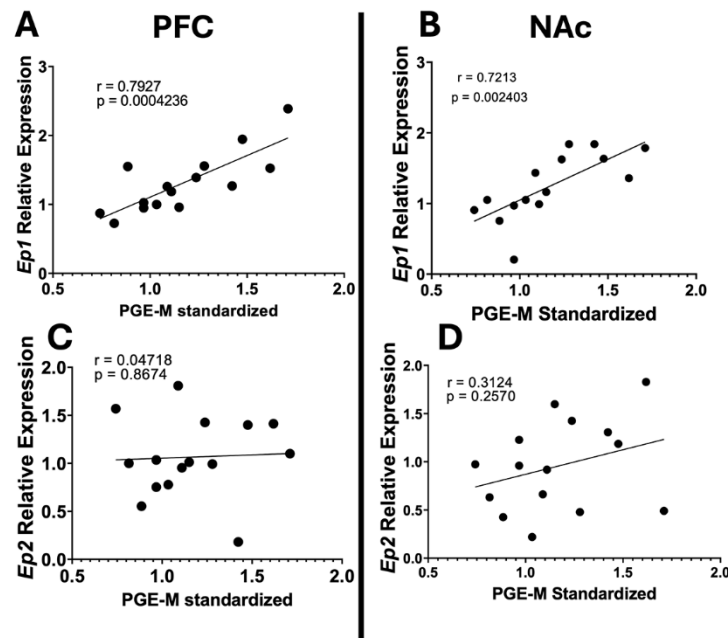 A
PFC
r = 0.7927
p = 0.0004236
Ep1 Relative Expression
3
2
1
0
0.5
1.0
1.5
2.0
PGE-M standardized
B
NAc
r = 0.7213
p = 0.002403
Ep1 Relative Expression
3
2
1
0
0.5
1.0
1.5
2.0
PGE-M Standardized
C
r = 0.04718
p = 0.8674
Ep2 Relative Expression
2.0
1.5
1.0
0.5
0.0
0.5
1.0
1.5
2.0
PGE-M standardized
D
r = 0.3124
p = 0.2570
Ep2 Relative Expression
2.0
1.5
1.0
0.5
0.0
0.5
1.0
1.5
2.0
PGE-M Standardized